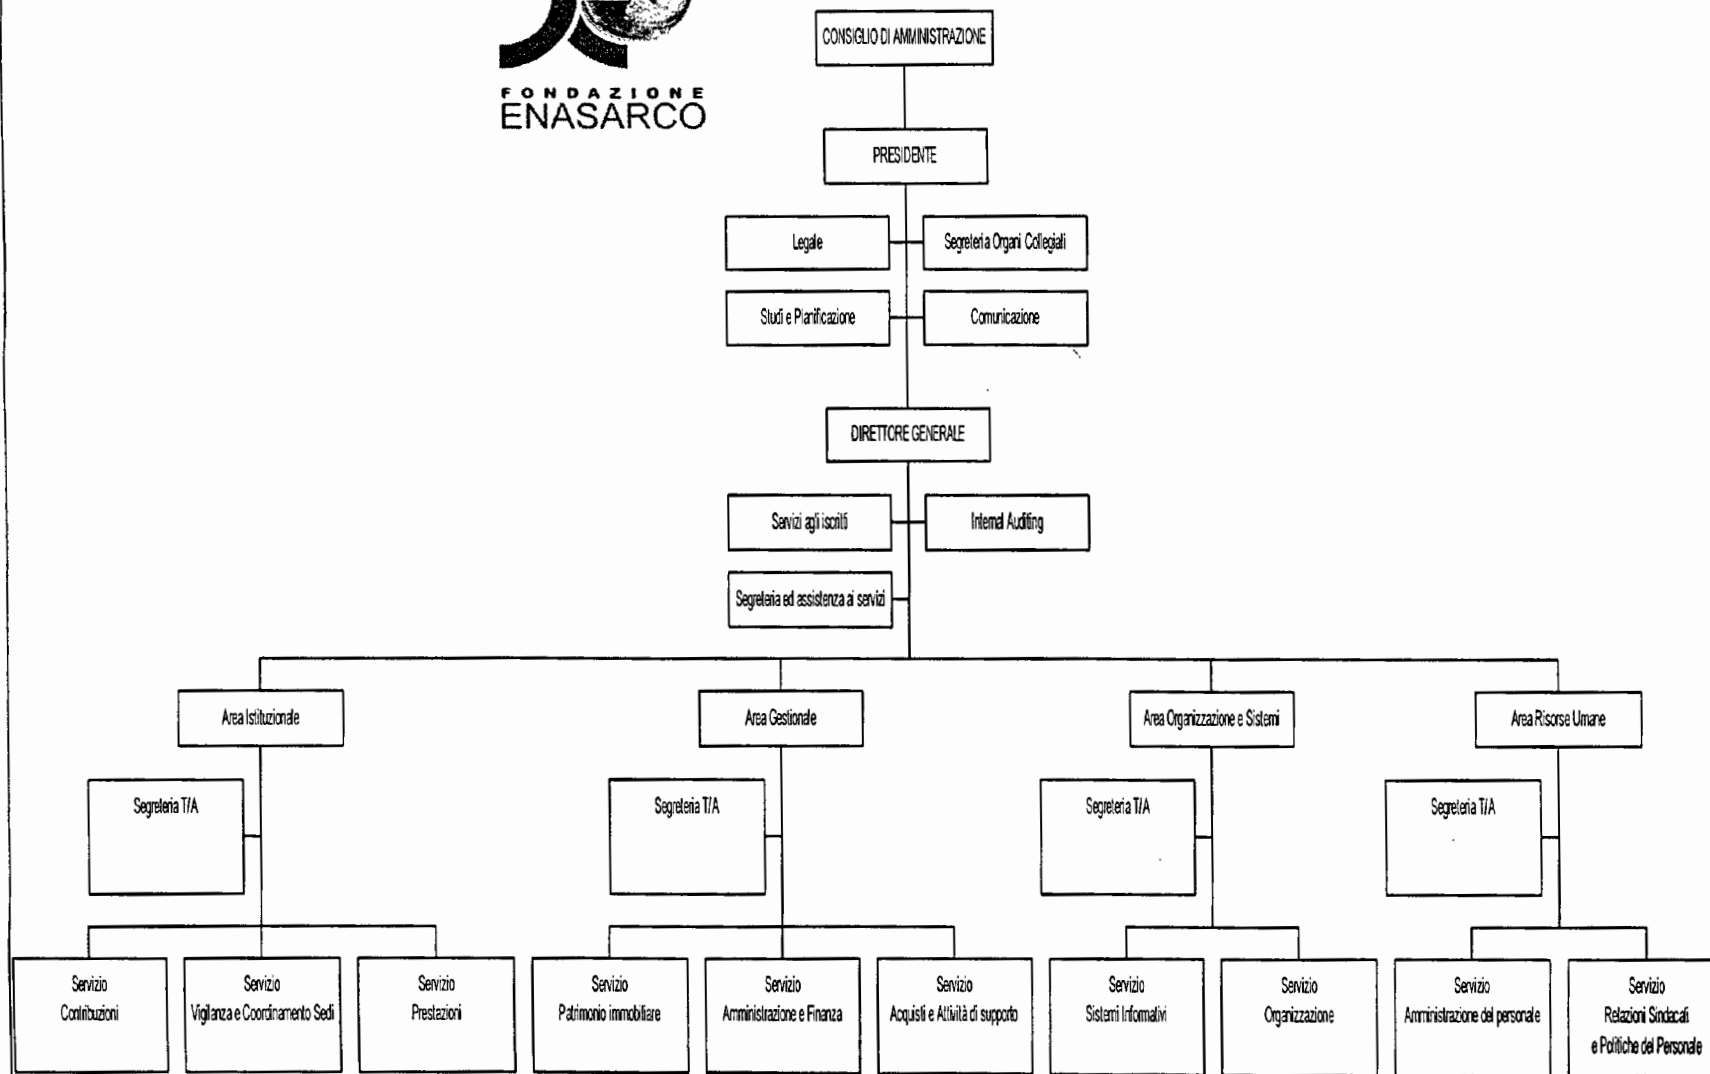 FONDAZIONE
ENASARCO
CONSIGLIO DI AMMINISTRAZIONE
PRESIDENTE
Legale
Segreteria Organi Collegiali
Studi e Pianificazione
Comunicazione
DIRETTORE GENERALE
Servizi agli iscritti
Internal Auditing
Segreteria ed assistenza ai servizi
Area Istituzionale
Area Gestionale
Area Organizzazione e Sistemi
Area Risorse Umane
Segreteria T/A
Segreteria T/A
Segreteria T/A
Segreteria T/A
Servizio
Contribuzioni
Servizio
Vigilanza e Coordinamento Sedi
Servizio
Prestazioni
Servizio
Patrimonio immobiliare
Servizio
Amministrazione e Finanza
Servizio
Acquisti e Attività di supporto
Servizio
Sistemi Informativi
Servizio
Organizzazione
Servizio
Amministrazione del personale
Servizio
Relazioni Sindacali
e Politiche del Personale